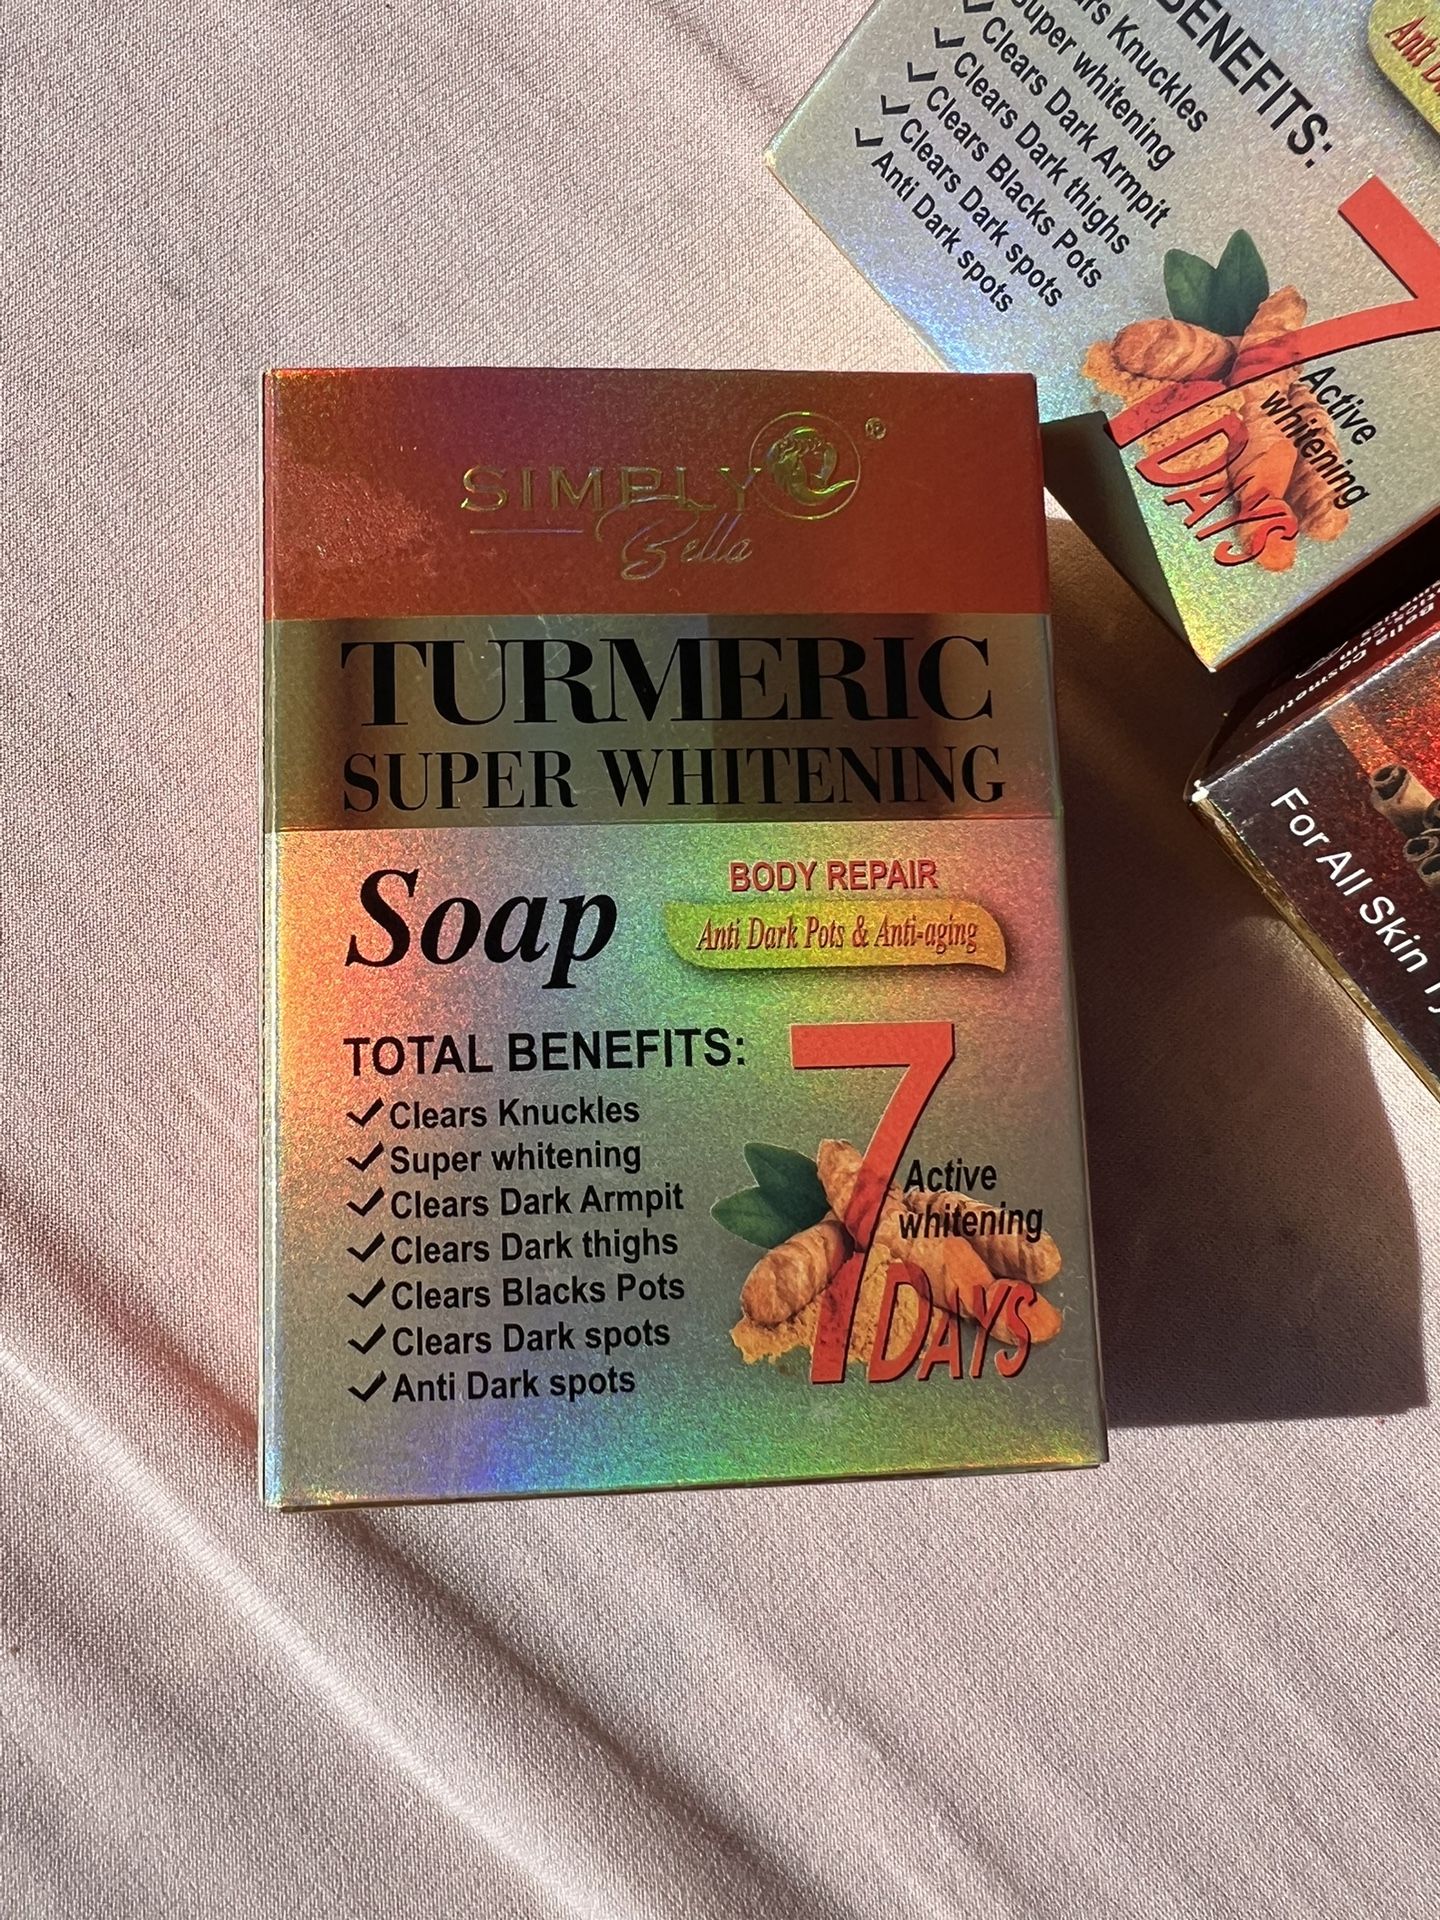 SIMPLY
Bella
®
TURMERIC
SUPER WHITENING
Soap
BODY REPAIR
Anti Dark Pots & Anti-aging
TOTAL BENEFITS:
Clears Knuckles
Super whitening
Clears Dark Armpit
Clears Dark thighs
Clears Blacks Pots
Clears Dark spots
Anti Dark spots
7
Active
whitening
DAYS
BENEFITS:
Knuckles
Super whitening
Clears Dark Armpit
Clears Dark thighs
Clears Blacks Pots
Clears Dark spots
Anti Dark spots
Anti
7
Active
whitening
DAYS
Cosmetics
For All Skin